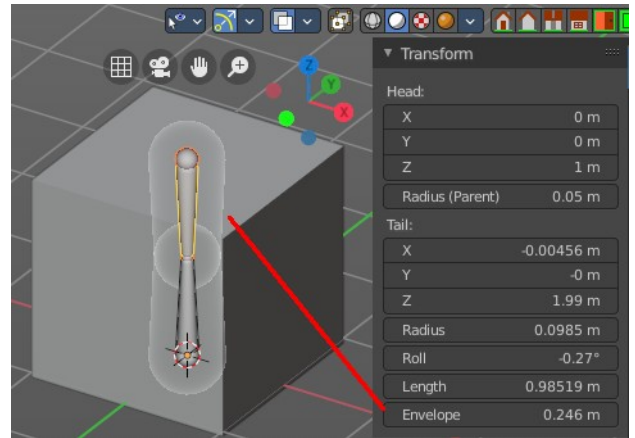 Z
Y
X
Transform
Head:
X 0 m
Y 0 m
Z 1 m
Radius (Parent) 0.05 m
Tail:
X -0.00456 m
Y -0 m
Z 1.99 m
Radius 0.0985 m
Roll -0.27°
Length 0.98519 m
Envelope 0.246 m